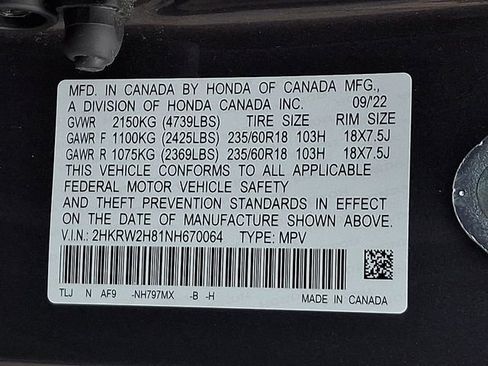 MFD. IN CANADA BY HONDA OF CANADA MFG.,
A DIVISION OF HONDA CANADA INC. 09/'22
GVWR 2150KG (4739LBS) TIRE SIZE RIM SIZE
GAWR F 1100KG (2425LBS) 235/60R18 103H 18X7.5J
GAWR R 1075KG (2369LBS) 235/60R18 103H 18X7.5J
THIS VEHICLE CONFORMS TO ALL APPLICABLE
FEDERAL MOTOR VEHICLE SAFETY
AND THEFT PREVENTION STANDARDS IN EFFECT
ON THE DATE OF MANUFACTURE SHOWN ABOVE.
V.I.N.: 2HKRW2H81NH670064 TYPE: MPV
TLJ N AF9 -NH797MX -B -H MADE IN CANADA